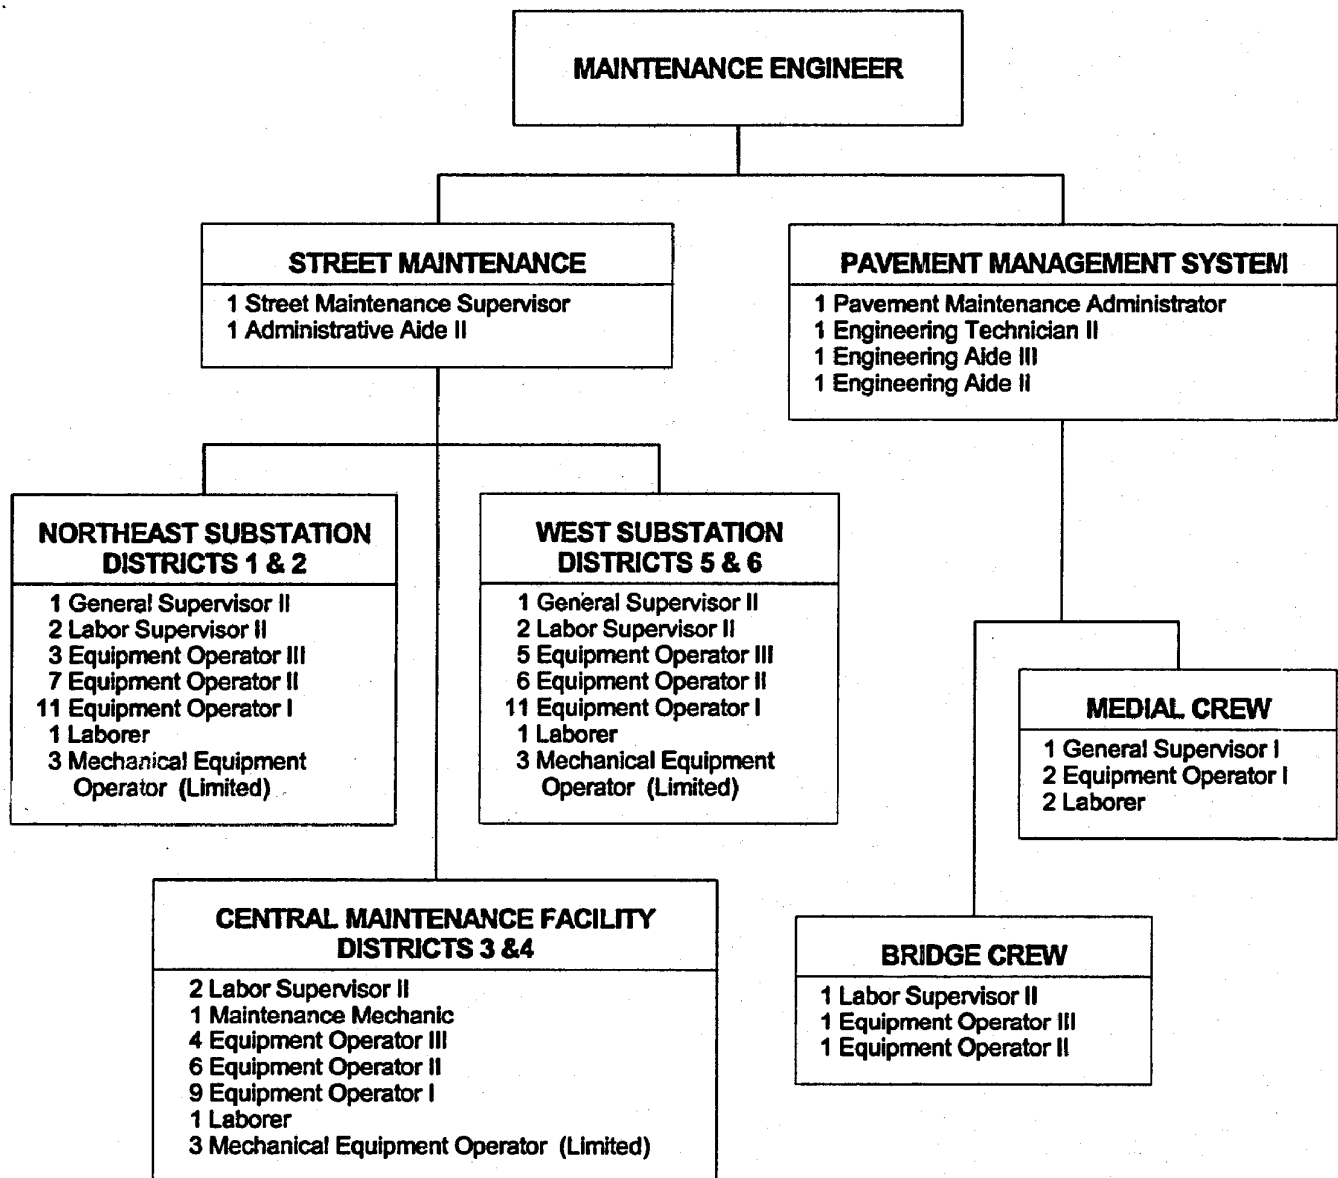 MAINTENANCE ENGINEER
STREET MAINTENANCE
1 Street Maintenance Supervisor
1 Administrative Aide II
PAVEMENT MANAGEMENT SYSTEM
1 Pavement Maintenance Administrator
1 Engineering Technician II
1 Engineering Aide III
1 Engineering Aide II
NORTHEAST SUBSTATION
DISTRICTS 1 & 2
1 General Supervisor II
2 Labor Supervisor II
3 Equipment Operator III
7 Equipment Operator II
11 Equipment Operator I
1 Laborer
3 Mechanical Equipment
Operator (Limited)
WEST SUBSTATION
DISTRICTS 5 & 6
1 General Supervisor II
2 Labor Supervisor II
5 Equipment Operator III
6 Equipment Operator II
11 Equipment Operator I
1 Laborer
3 Mechanical Equipment
Operator (Limited)
MEDIAL CREW
1 General Supervisor I
2 Equipment Operator I
2 Laborer
CENTRAL MAINTENANCE FACILITY
DISTRICTS 3 &4
2 Labor Supervisor II
1 Maintenance Mechanic
4 Equipment Operator III
6 Equipment Operator II
9 Equipment Operator I
1 Laborer
3 Mechanical Equipment Operator (Limited)
BRIDGE CREW
1 Labor Supervisor II
1 Equipment Operator III
1 Equipment Operator II